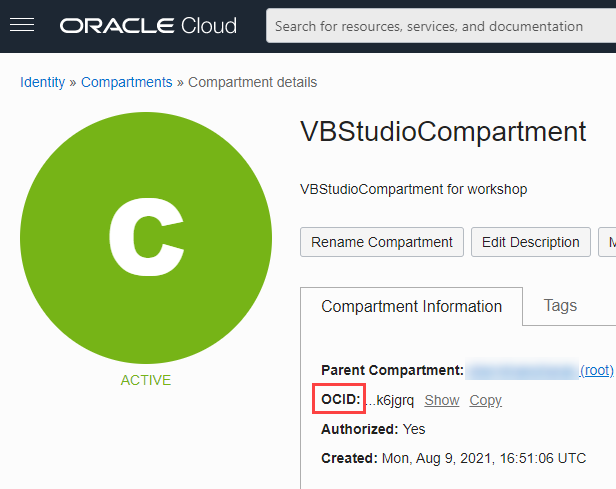 ORACLE Cloud
Search for resources, services, and documentation
Identity » Compartments » Compartment details
C
ACTIVE
VBStudioCompartment
VBStudioCompartment for workshop
Rename Compartment Edit Description M
Compartment Information Tags
Parent Compartment: (root)
OCID: ...k6jgrq Show Copy
Authorized: Yes
Created: Mon, Aug 9, 2021, 16:51:06 UTC